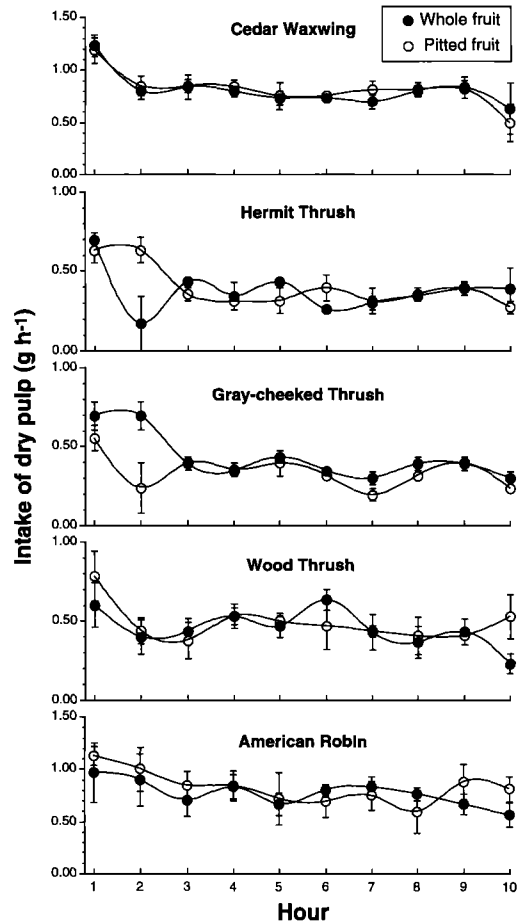 Whole fruit
Pitted fruit
Cedar Waxwing
1.50
1.00
0.50
0.00
Hermit Thrush
1.00
0.50
0.00
Gray-cheeked Thrush
1.00
0.50
0.00
Wood Thrush
1.00
0.50
0.00
American Robin
1.50
1.00
0.50
0.00
1 2 3 4 5 6 7 8 9 10
Hour
Intake of dry pulp (g h-1)